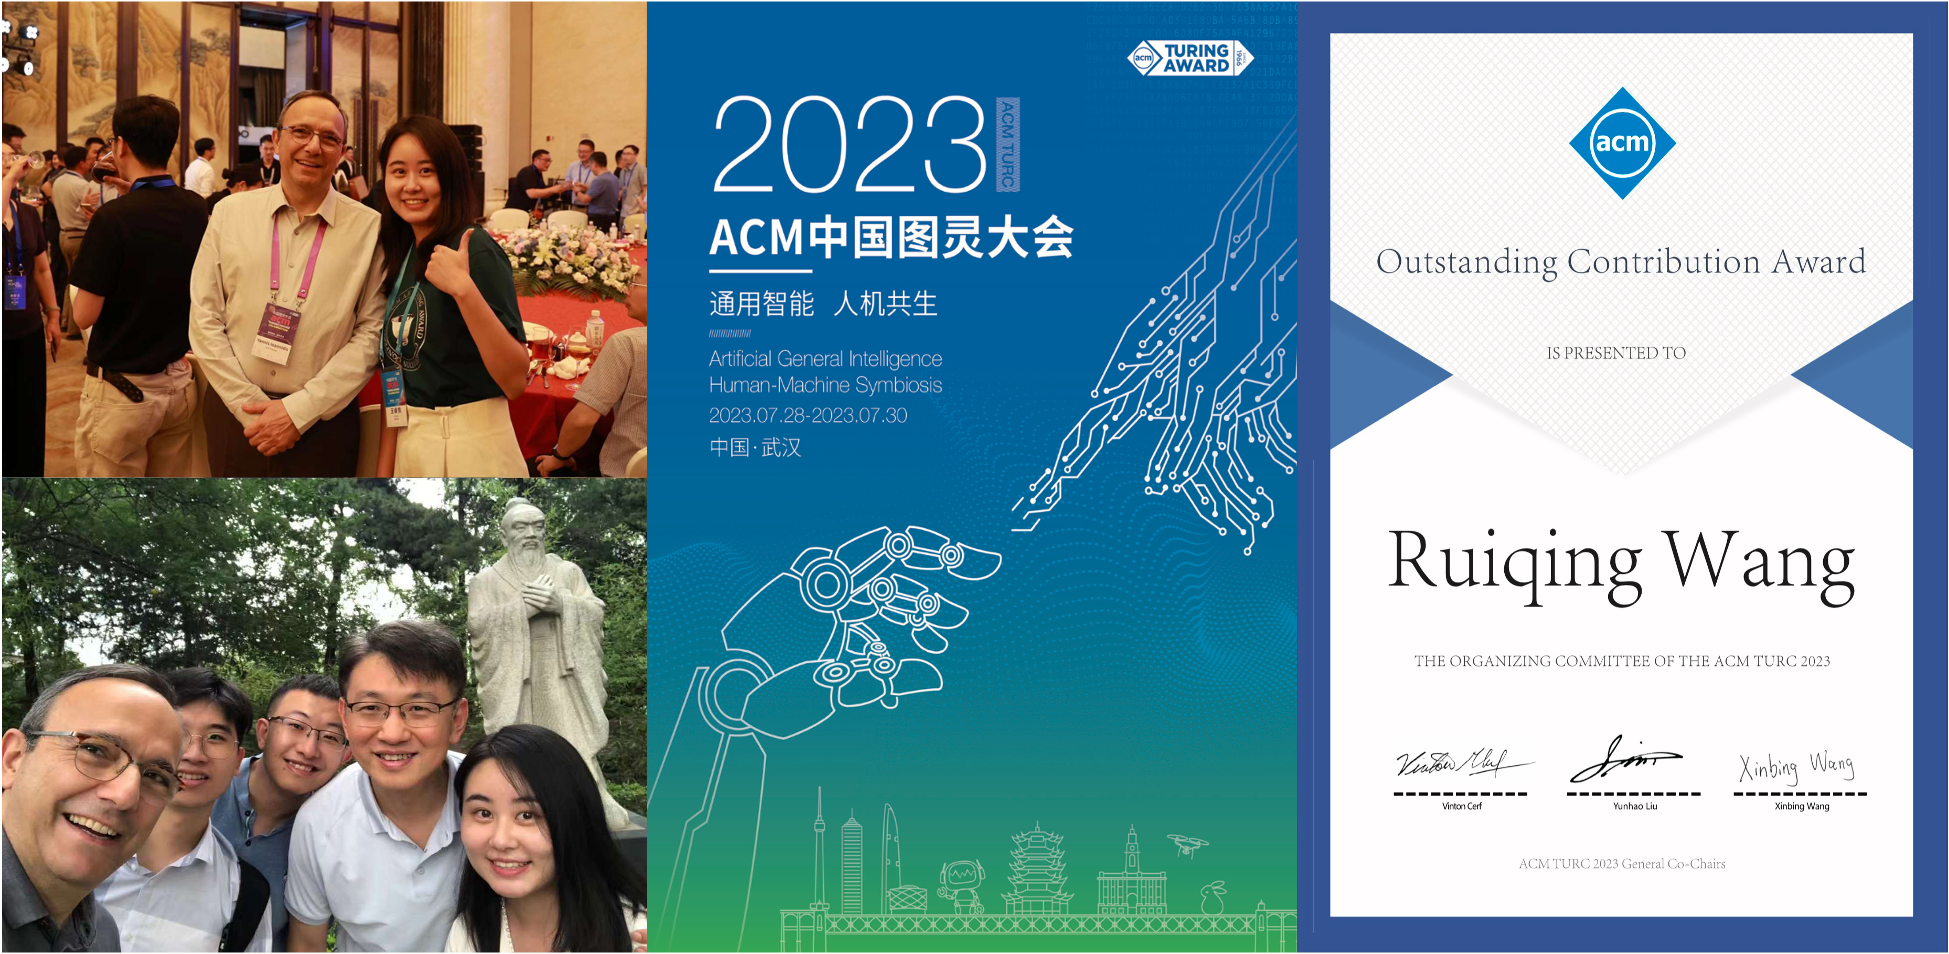 acm
TURING
AWARD
1966
2023
ACM TURC
ACM中国图灵大会
通用智能 人机共生
Artificial General Intelligence
Human-Machine Symbiosis
2023.07.28-2023.07.30
中国·武汉
acm
Outstanding Contribution Award
IS PRESENTED TO
Ruiqing Wang
THE ORGANIZING COMMITTEE OF THE ACM TURC 2023
Xinbing Wang
Vinton Cerf
Yunhao Liu
Xinbing Wang
ACM TURC 2023 General Co-Chairs
acm
AWARD